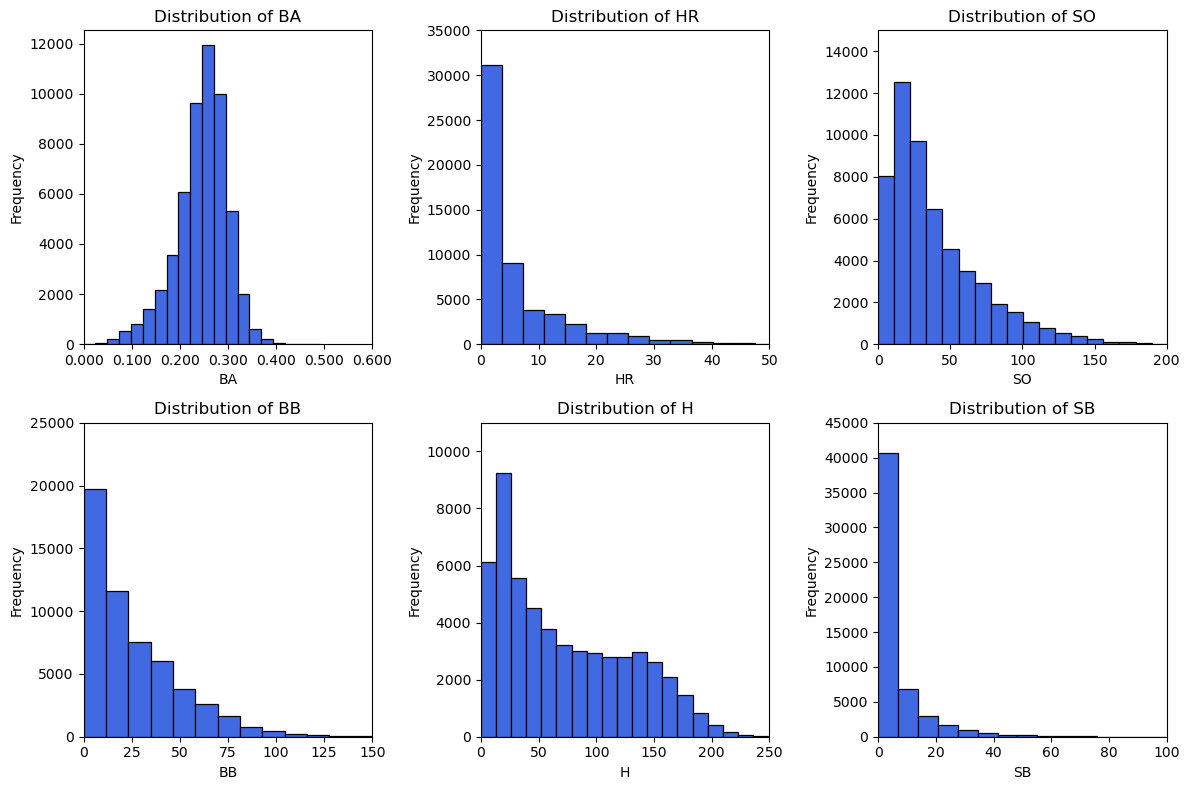 Distribution of BA
12000
10000
8000
6000
4000
2000
0
Frequency
0.000 0.100 0.200 0.300 0.400 0.500 0.600
BA
Distribution of HR
35000
30000
25000
20000
15000
10000
5000
0
Frequency
0 10 20 30 40 50
HR
Distribution of SO
14000
12000
10000
8000
6000
4000
2000
0
Frequency
0 50 100 150 200
SO
Distribution of BB
25000
20000
15000
10000
5000
0
Frequency
0 25 50 75 100 125 150
BB
Distribution of H
10000
8000
6000
4000
2000
0
Frequency
0 50 100 150 200 250
H
Distribution of SB
45000
40000
35000
30000
25000
20000
15000
10000
5000
0
Frequency
0 20 40 60 80 100
SB